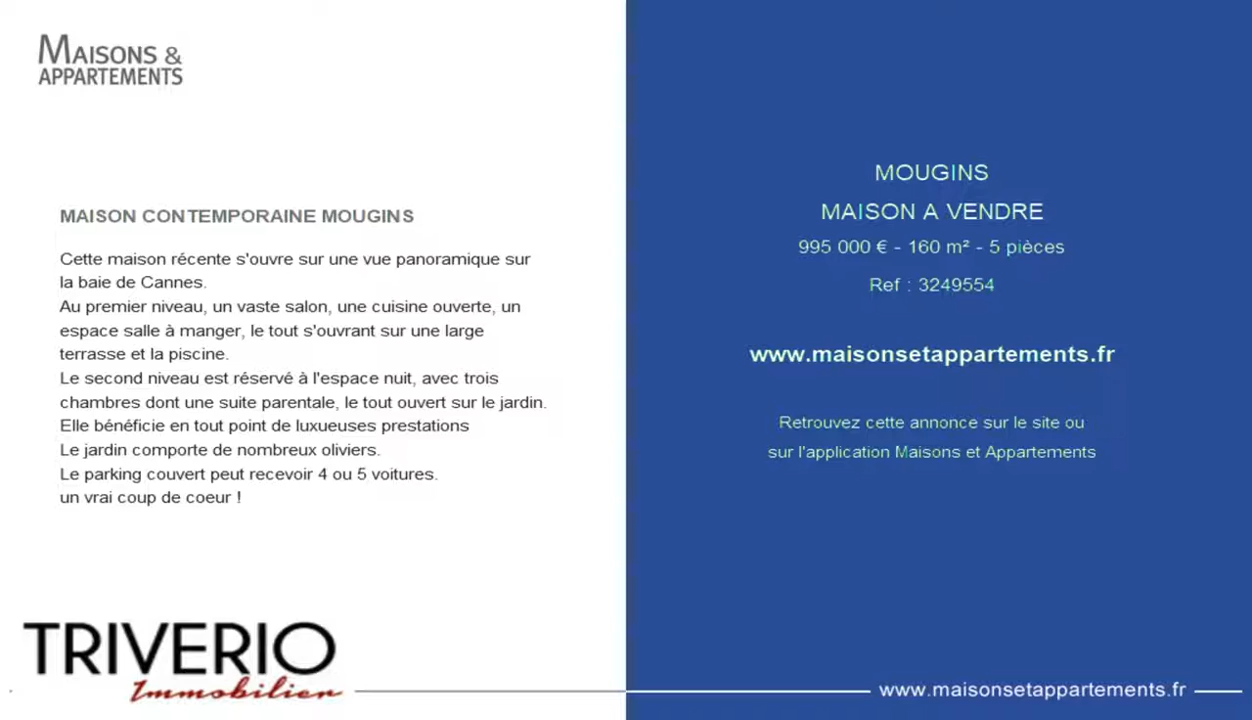 MAISONS &
APPARTEMENTS
MAISON CONTEMPORAINE MOUGINS
Cette maison récente s'ouvre sur une vue panoramique sur
la baie de Cannes.
Au premier niveau, un vaste salon, une cuisine ouverte, un
espace salle à manger, le tout s'ouvrant sur une large
terrasse et la piscine.
Le second niveau est réservé à l'espace nuit, avec trois
chambres dont une suite parentale, le tout ouvert sur le jardin.
Elle bénéficie en tout point de luxueuses prestations
Le jardin comporte de nombreux oliviers.
Le parking couvert peut recevoir 4 ou 5 voitures.
un vrai coup de coeur !
TRIVERIO
Immobilier
MOUGINS
MAISON A VENDRE
995 000 € - 160 m² - 5 pièces
Ref : 3249554
www.maisonsetappartements.fr
Retrouvez cette annonce sur le site ou
sur l'application Maisons et Appartements
www.maisonsetappartements.fr